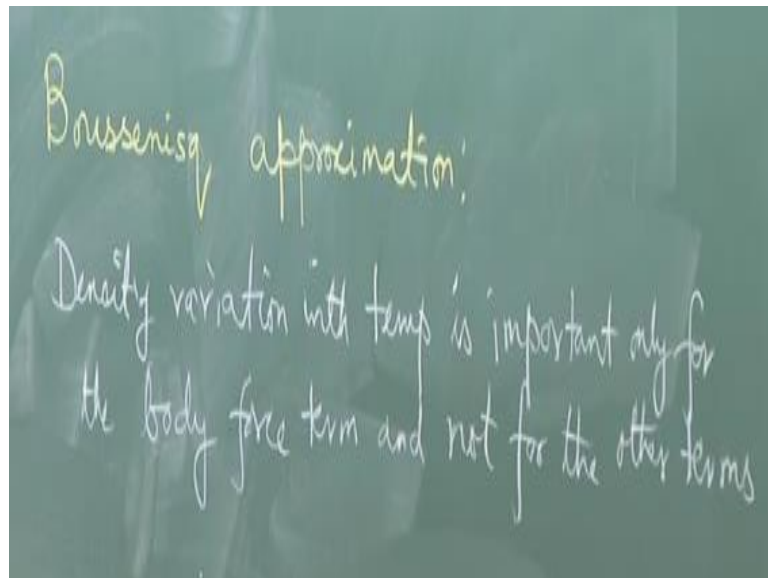 Boussenisq approximation:
Density variation with temp is important only for
the body force term and not for the other terms